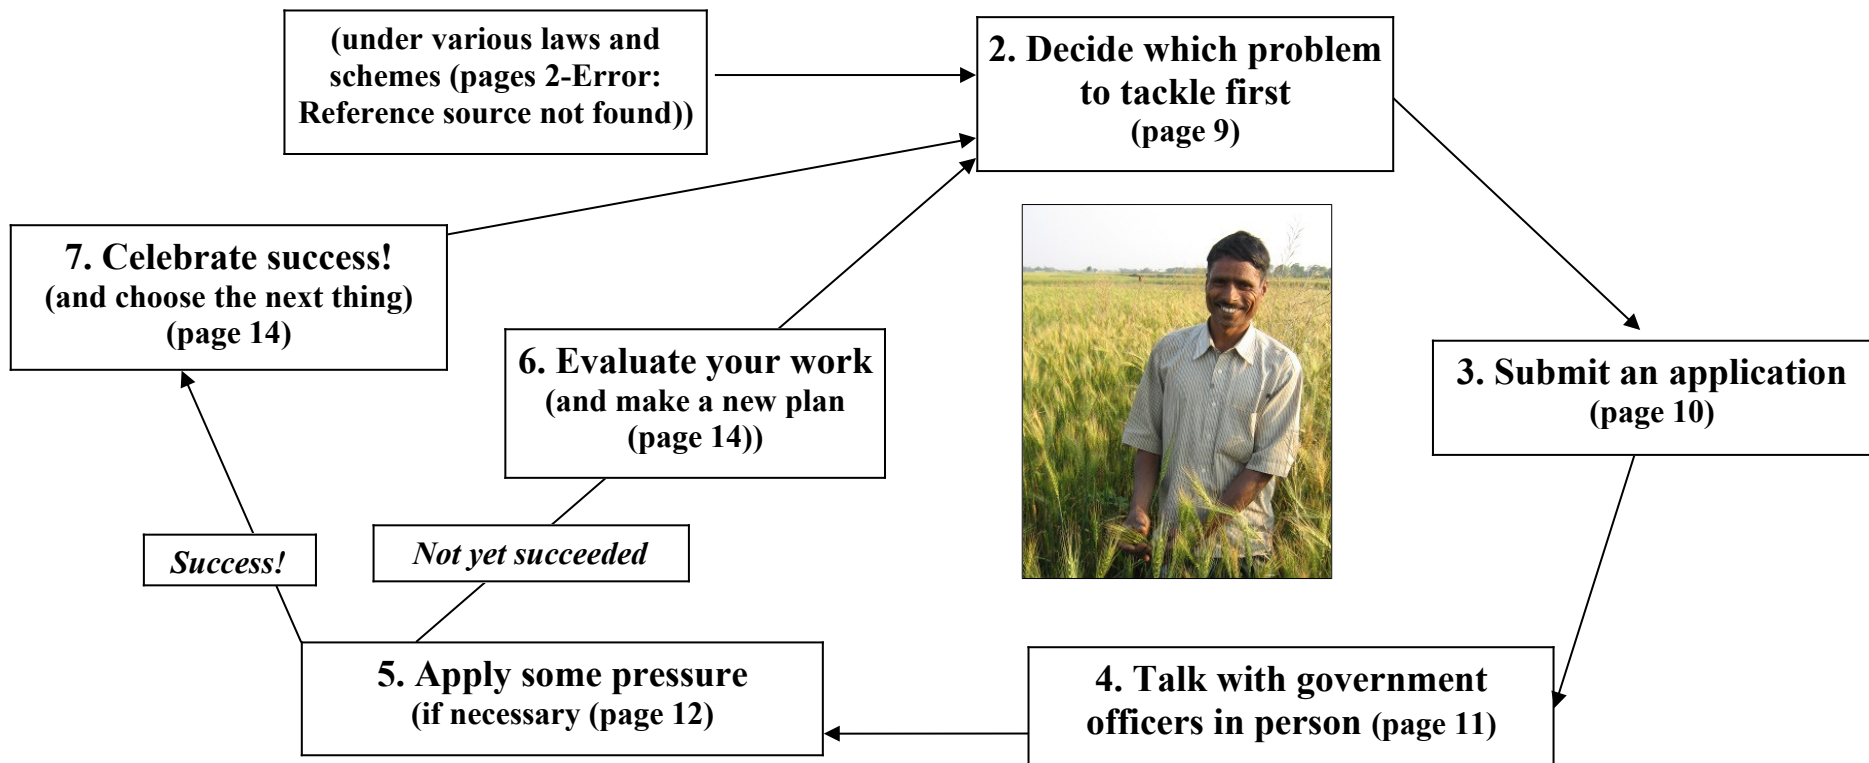 (under various laws and
schemes (pages 2-Error:
Reference source not found))
2. Decide which problem
to tackle first
(page 9)
3. Submit an application
(page 10)
4. Talk with government
officers in person (page 11)
5. Apply some pressure
(if necessary (page 12)
Not yet succeeded
6. Evaluate your work
(and make a new plan
(page 14))
Success!
7. Celebrate success!
(and choose the next thing)
(page 14)